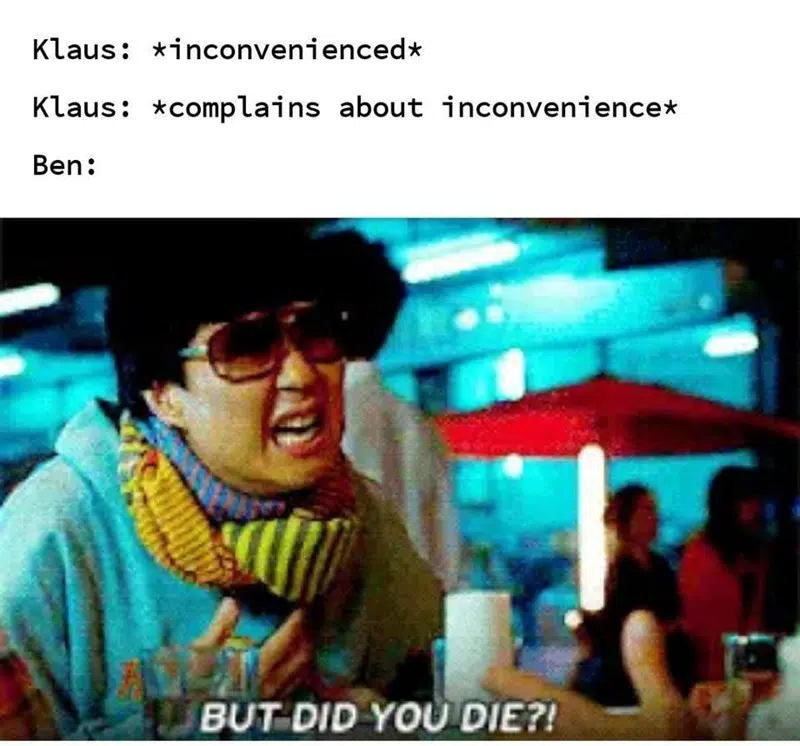 Klaus: *inconvenienced*
Klaus: *complains about inconvenience*
Ben:
BUT DID YOU DIE?!